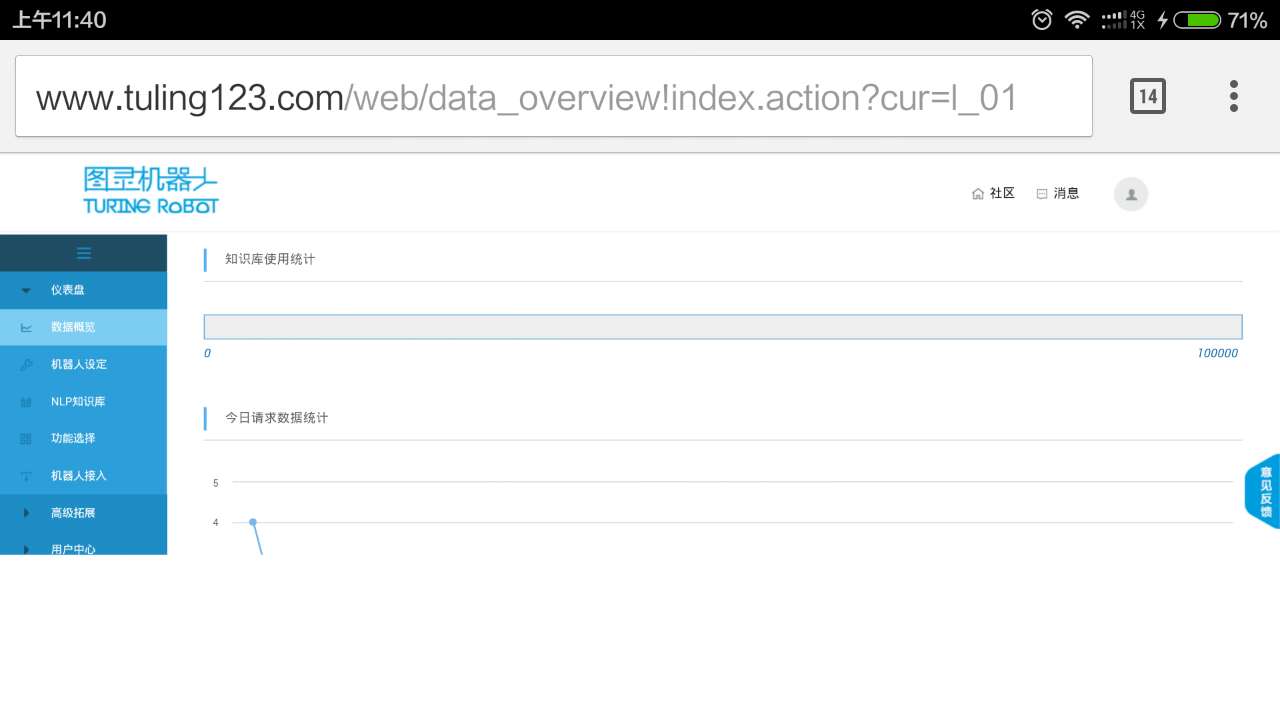 上午11:40
4G
1X
71%
www.tuling123.com/web/data_overview!index.action?cur=l_01
14
图灵机器人
TURING ROBOT
社区
消息
仪表盘
数据概览
机器人设定
NLP知识库
功能选择
机器人接入
高级拓展
用户中心
知识库使用统计
0
100000
今日请求数据统计
5
4
意见反馈